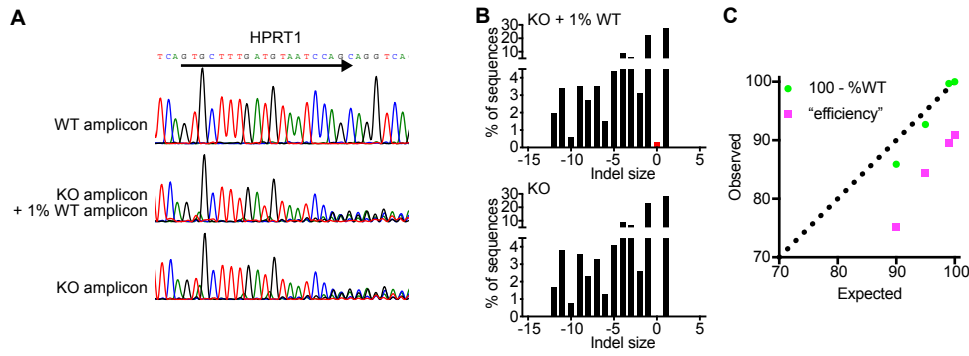 A
HPRT1
T CAGTGCTTTGATGTAATCCAGCAGGTCA
WT amplicon
KO amplicon
+ 1% WT amplicon
KO amplicon
B
KO + 1% WT
% of sequences
30
20
10
5
4
3
2
1
0
-15 -10 -5 0 5
Indel size
KO
% of sequences
30
20
10
5
4
3
2
1
0
-15 -10 -5 0 5
Indel size
C
100 - %WT
“efficiency”
Observed
100
90
80
70
70 80 90 100
Expected